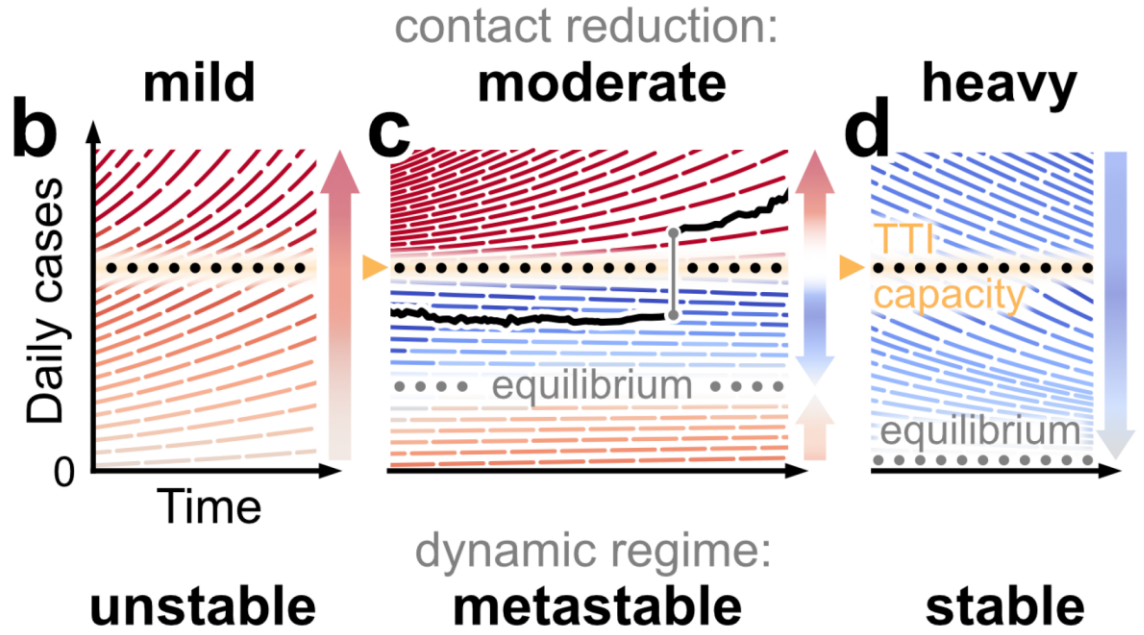 contact reduction:
mild
moderate
heavy
b
c
d
Daily cases
TTI
capacity
equilibrium
equilibrium
0
Time
dynamic regime:
unstable
metastable
stable